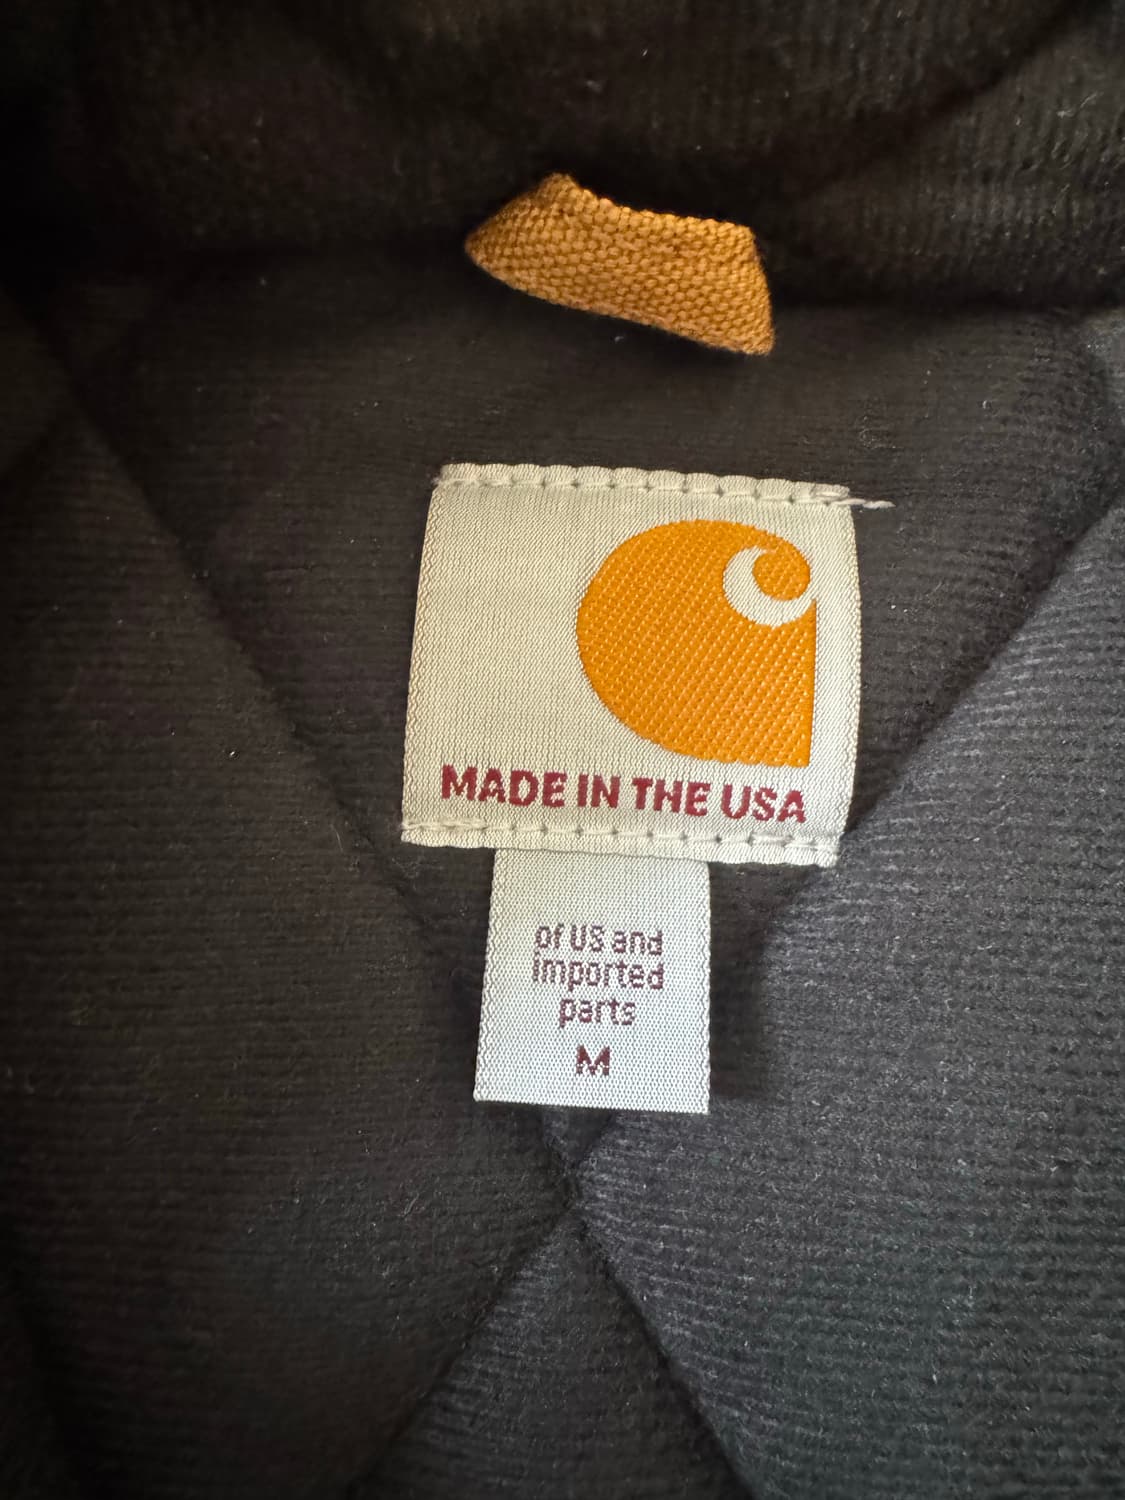 MADE IN THE USA
of US and
imported
parts
M